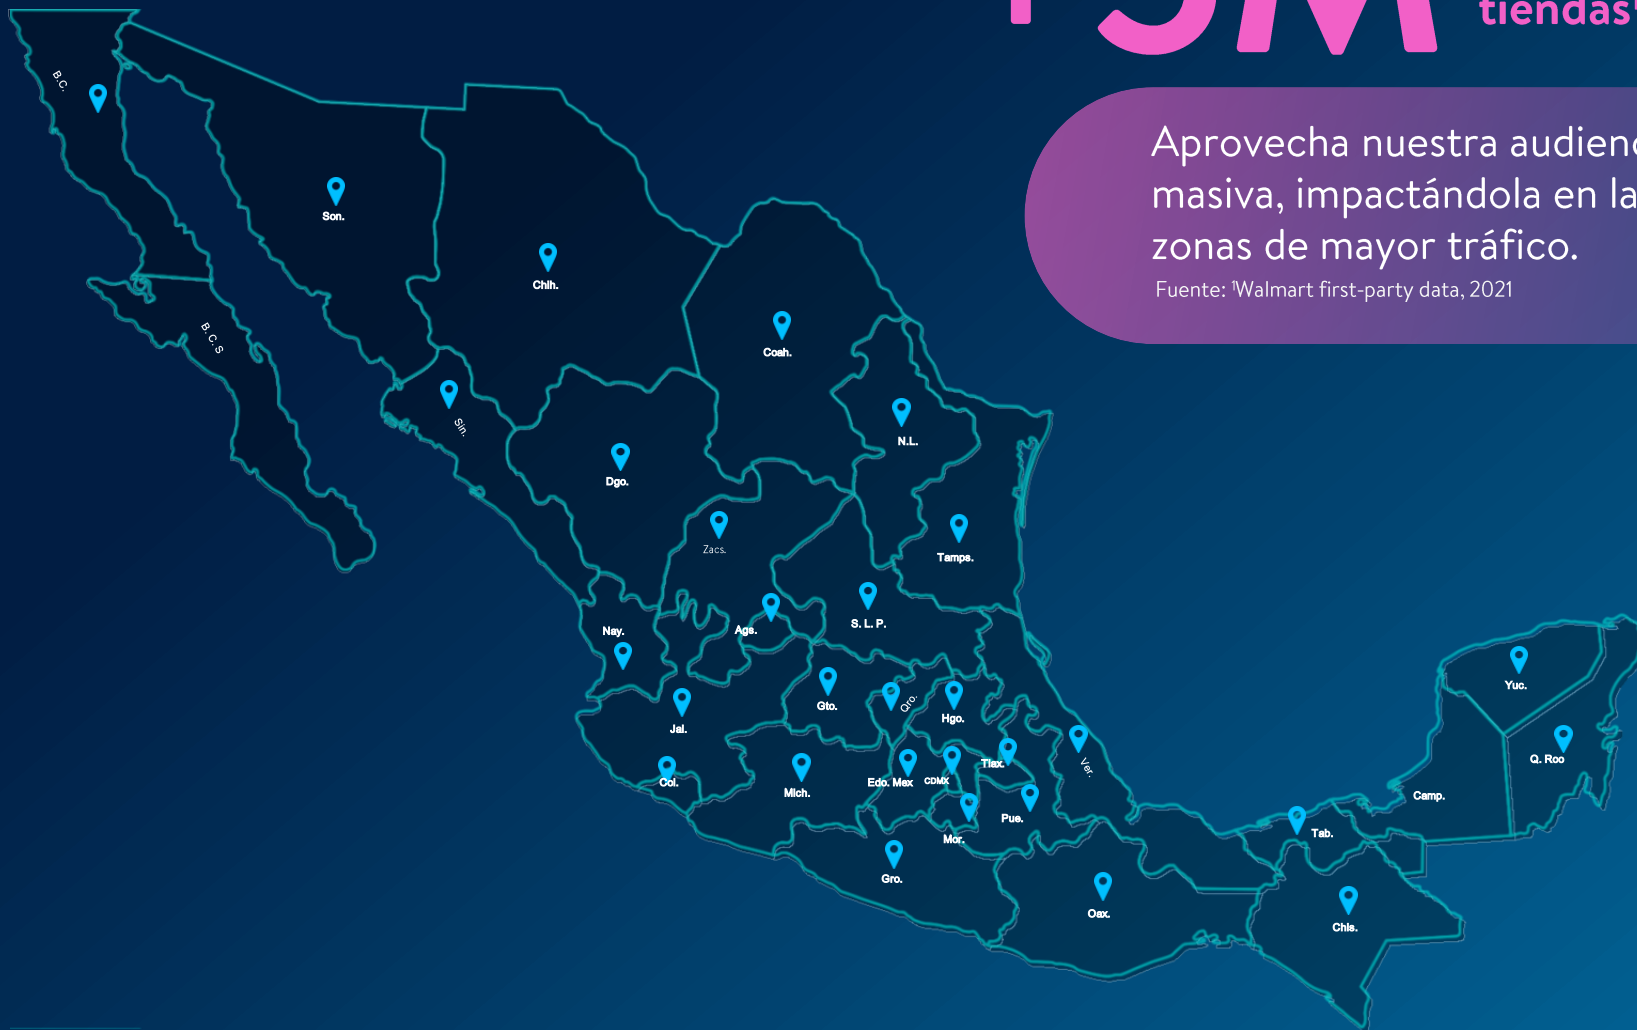 tiendas
Aprovecha nuestra audienc
masiva, impactándola en la
zonas de mayor tráfico.
Fuente: ¹Walmart first-party data, 2021
B.C.
Son.
Chih.
B. C. S
Coah.
Sin.
N.L.
Dgo.
Zacs.
Tamps.
Nay.
Ags.
S. L. P.
Yuc.
Jal.
Gto.
Qro.
Hgo.
Q. Roo
Col.
Mich.
Edo. Mex
CDMX
Tlax.
Ver.
Camp.
Mor.
Pue.
Tab.
Gro.
Oax.
Chis.